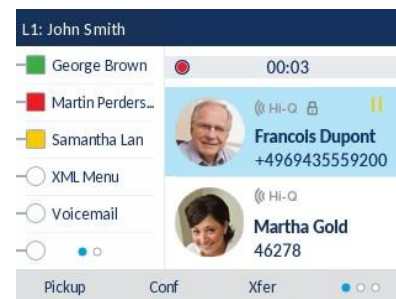 L1: John Smith
George Brown
Martin Perders...
Samantha Lan
XML Menu
Voicemail
00:03
Hi-Q
Francois Dupont
+4969435559200
Hi-Q
Martha Gold
46278
Pickup Conf Xfer